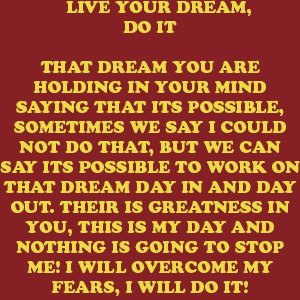 LIVE YOUR DREAM,
DO IT
THAT DREAM YOU ARE
HOLDING IN YOUR MIND
SAYING THAT ITS POSSIBLE,
SOMETIMES WE SAY I COULD
NOT DO THAT, BUT WE CAN
SAY ITS POSSIBLE TO WORK ON
THAT DREAM DAY IN AND DAY
OUT. THEIR IS GREATNESS IN
YOU, THIS IS MY DAY AND
NOTHING IS GOING TO STOP
ME! I WILL OVERCOME MY
FEARS, I WILL DO IT!